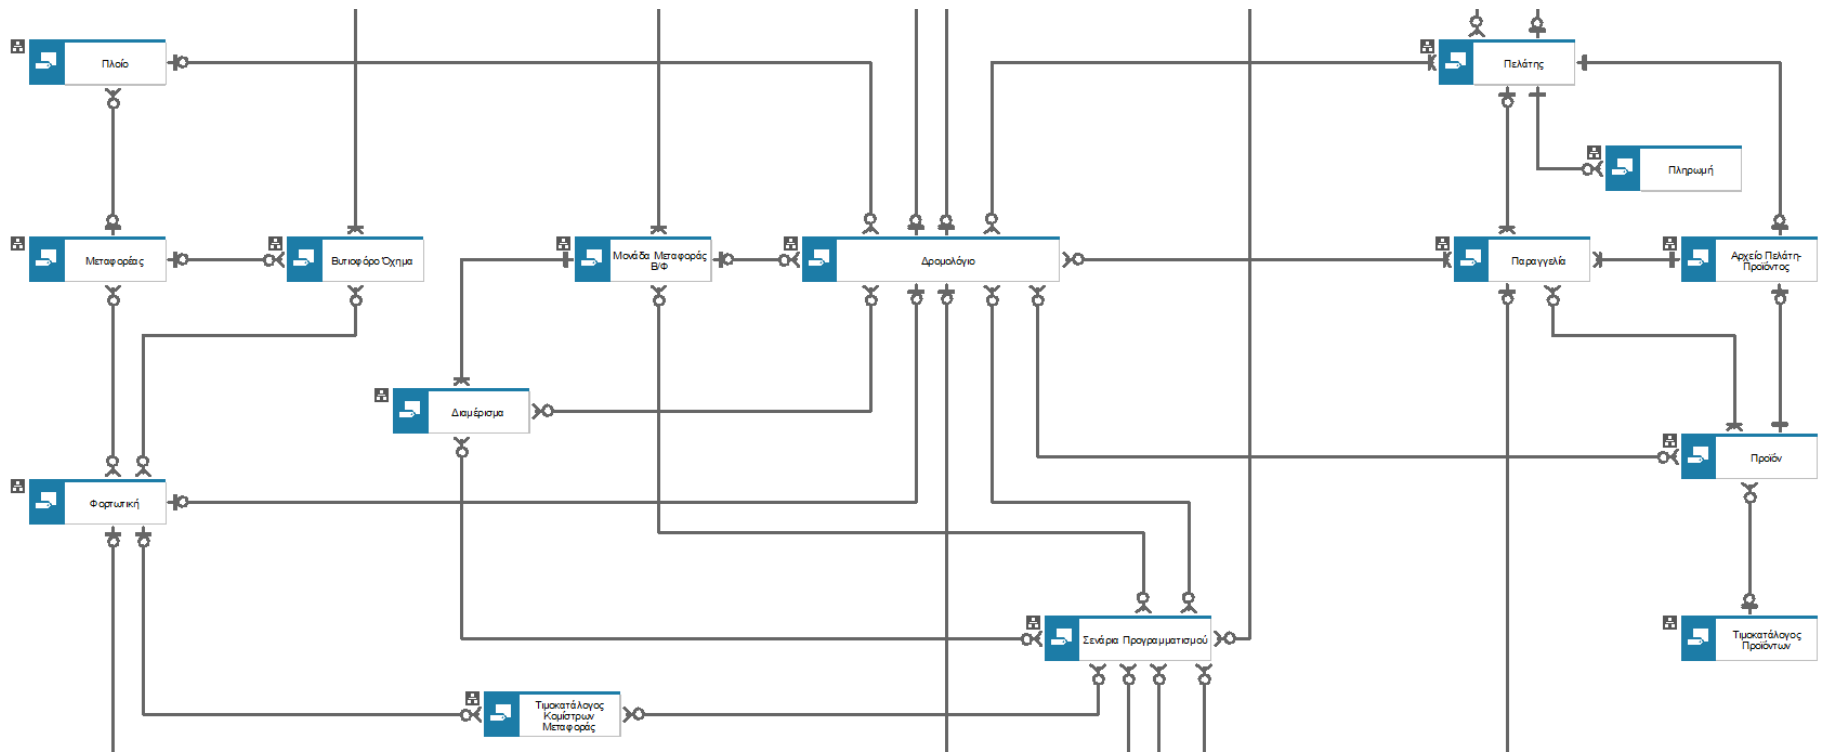 Πλοίο
Πελάτης
Πληρωμή
Μεταφορέας
Βυτιοφόρο Όχημα
Μονάδα Μεταφοράς
Β/Φ
Δρομολόγιο
Παραγγελία
Αρχείο Πελάτη-
Προϊόντος
Διαμέρισμα
Προϊόν
Φορτωτική
Σενάρια Προγραμματισμού
Τιμοκατάλογος
Προϊόντων
Τιμοκατάλογος
Κομίστρων
Μεταφοράς